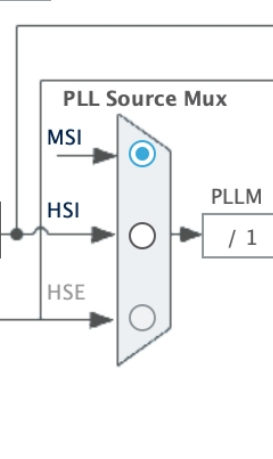 PLL Source Mux
MSI
HSI
PLLM
/ 1
HSE